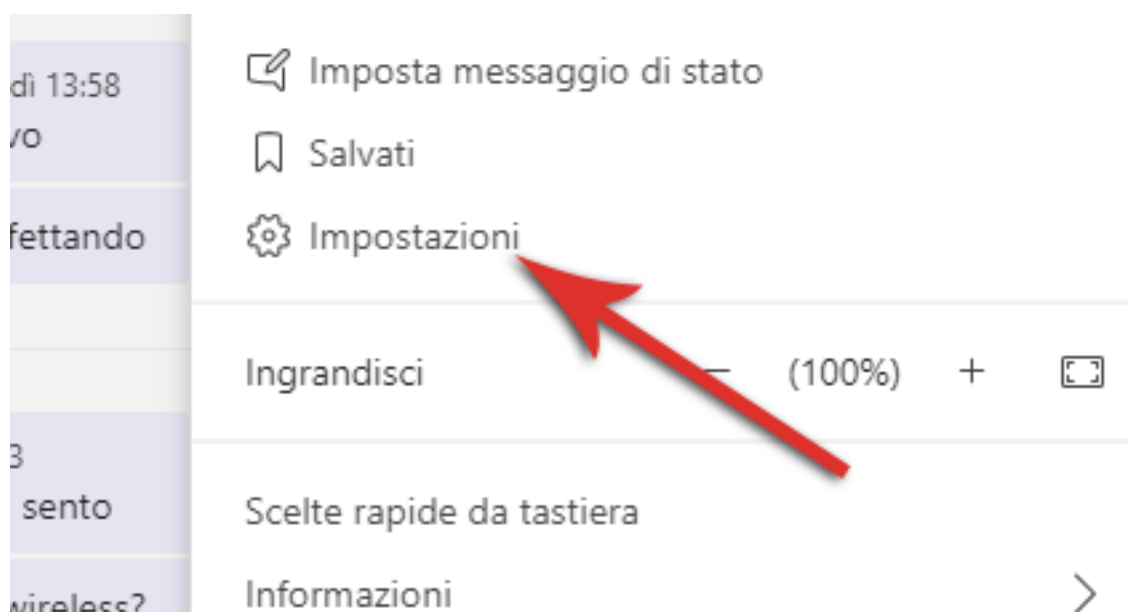 dì 13:58
vo
fettando
3
sento
wireless?
Imposta messaggio di stato
Salvati
Impostazioni
Ingrandisci − (100%) +
Scelte rapide da tastiera
Informazioni